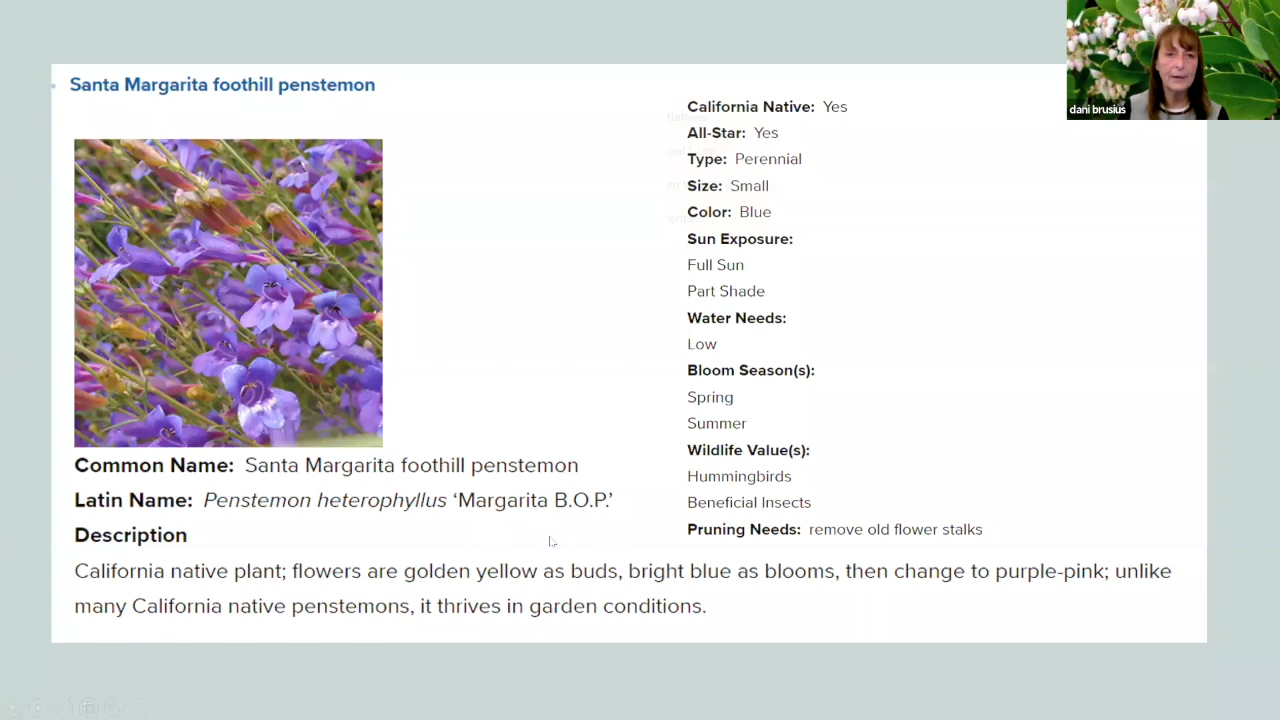 Santa Margarita foothill penstemon
dani brusius
California Native: Yes
All-Star: Yes
Type: Perennial
Size: Small
Color: Blue
Sun Exposure:
Full Sun
Part Shade
Water Needs:
Low
Bloom Season(s):
Spring
Summer
Wildlife Value(s):
Hummingbirds
Beneficial Insects
Pruning Needs: remove old flower stalks
Common Name: Santa Margarita foothill penstemon
Latin Name: Penstemon heterophyllus ‘Margarita B.O.P.’
Description
California native plant; flowers are golden yellow as buds, bright blue as blooms, then change to purple-pink; unlike
many California native penstemons, it thrives in garden conditions.